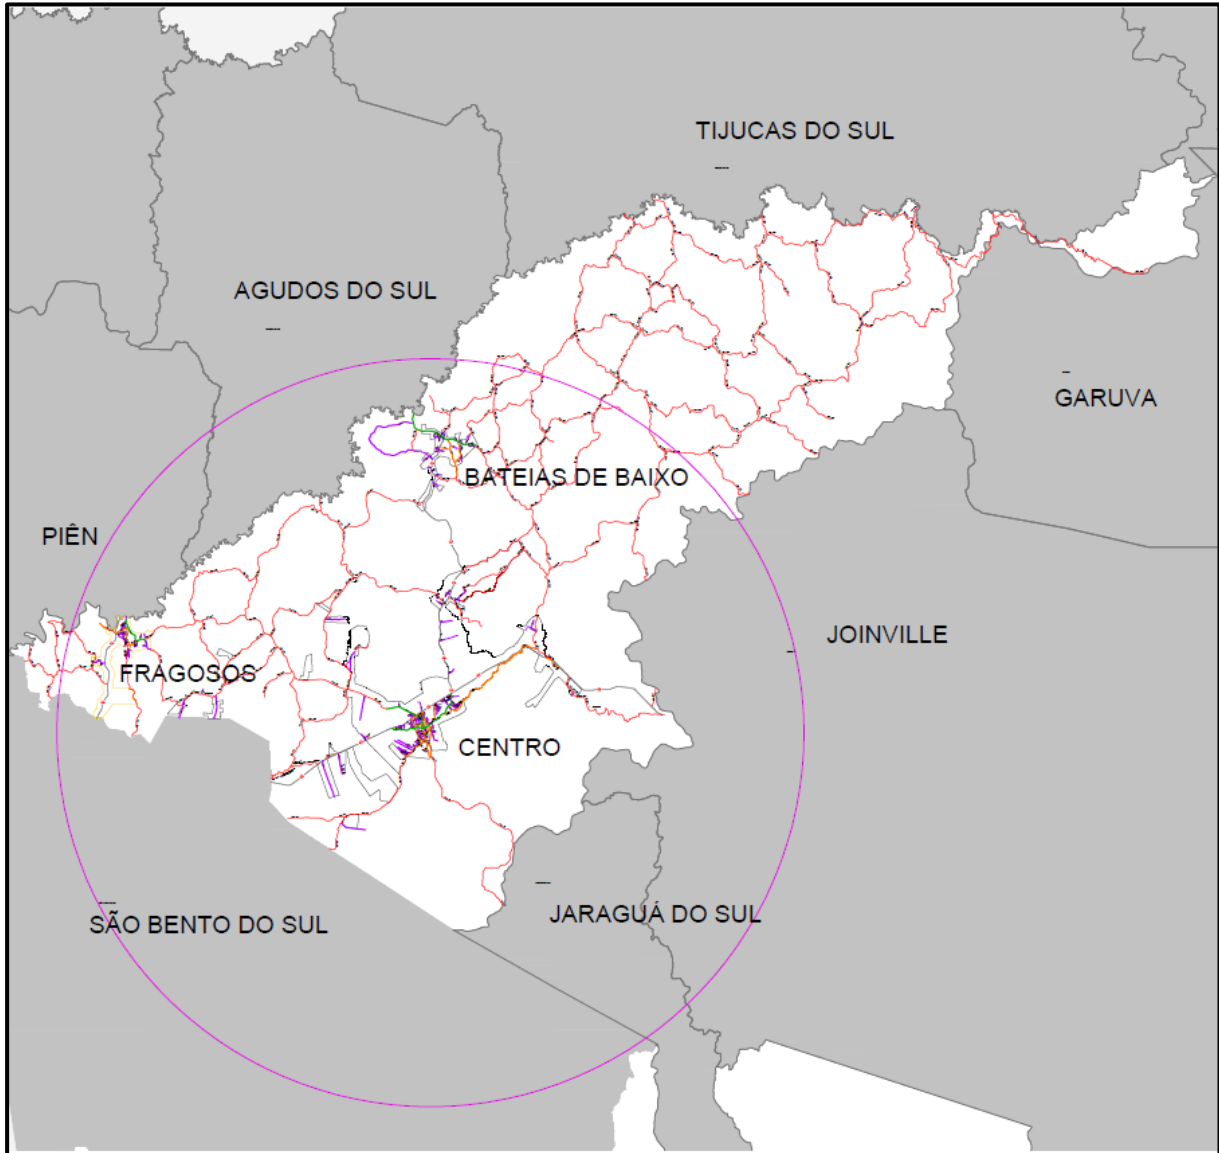 TIJUCAS DO SUL
AGUDOS DO SUL
GARUVA
BATEIAS DE BAIXO
PIÊN
JOINVILLE
FRAGOSOS
CENTRO
JARAGUÁ DO SUL
SÃO BENTO DO SUL